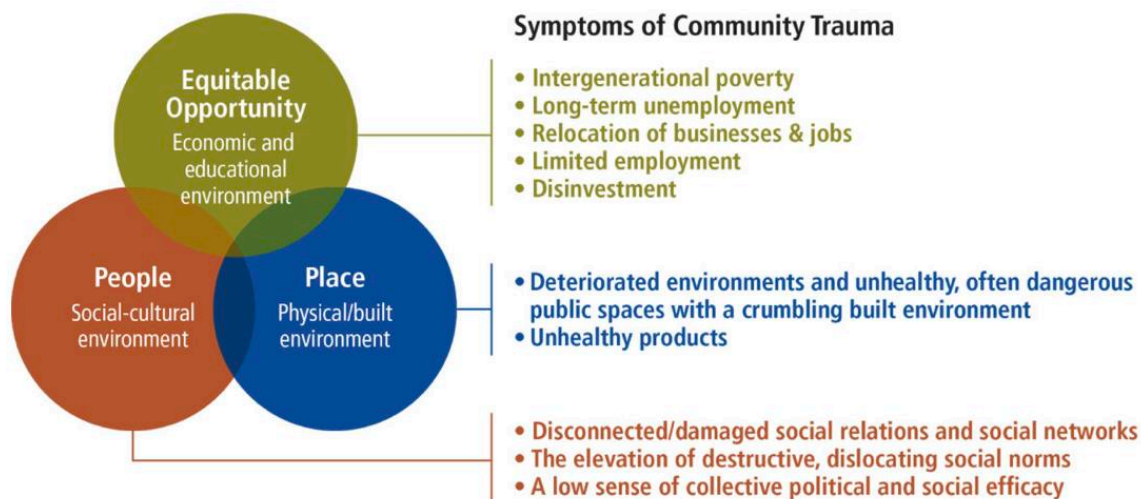 Symptoms of Community Trauma
Equitable
Opportunity
Economic and
educational
environment
• Intergenerational poverty
• Long-term unemployment
• Relocation of businesses & jobs
• Limited employment
• Disinvestment
People
Social-cultural
environment
Place
Physical/built
environment
• Deteriorated environments and unhealthy, often dangerous
public spaces with a crumbling built environment
• Unhealthy products
• Disconnected/damaged social relations and social networks
• The elevation of destructive, dislocating social norms
• A low sense of collective political and social efficacy